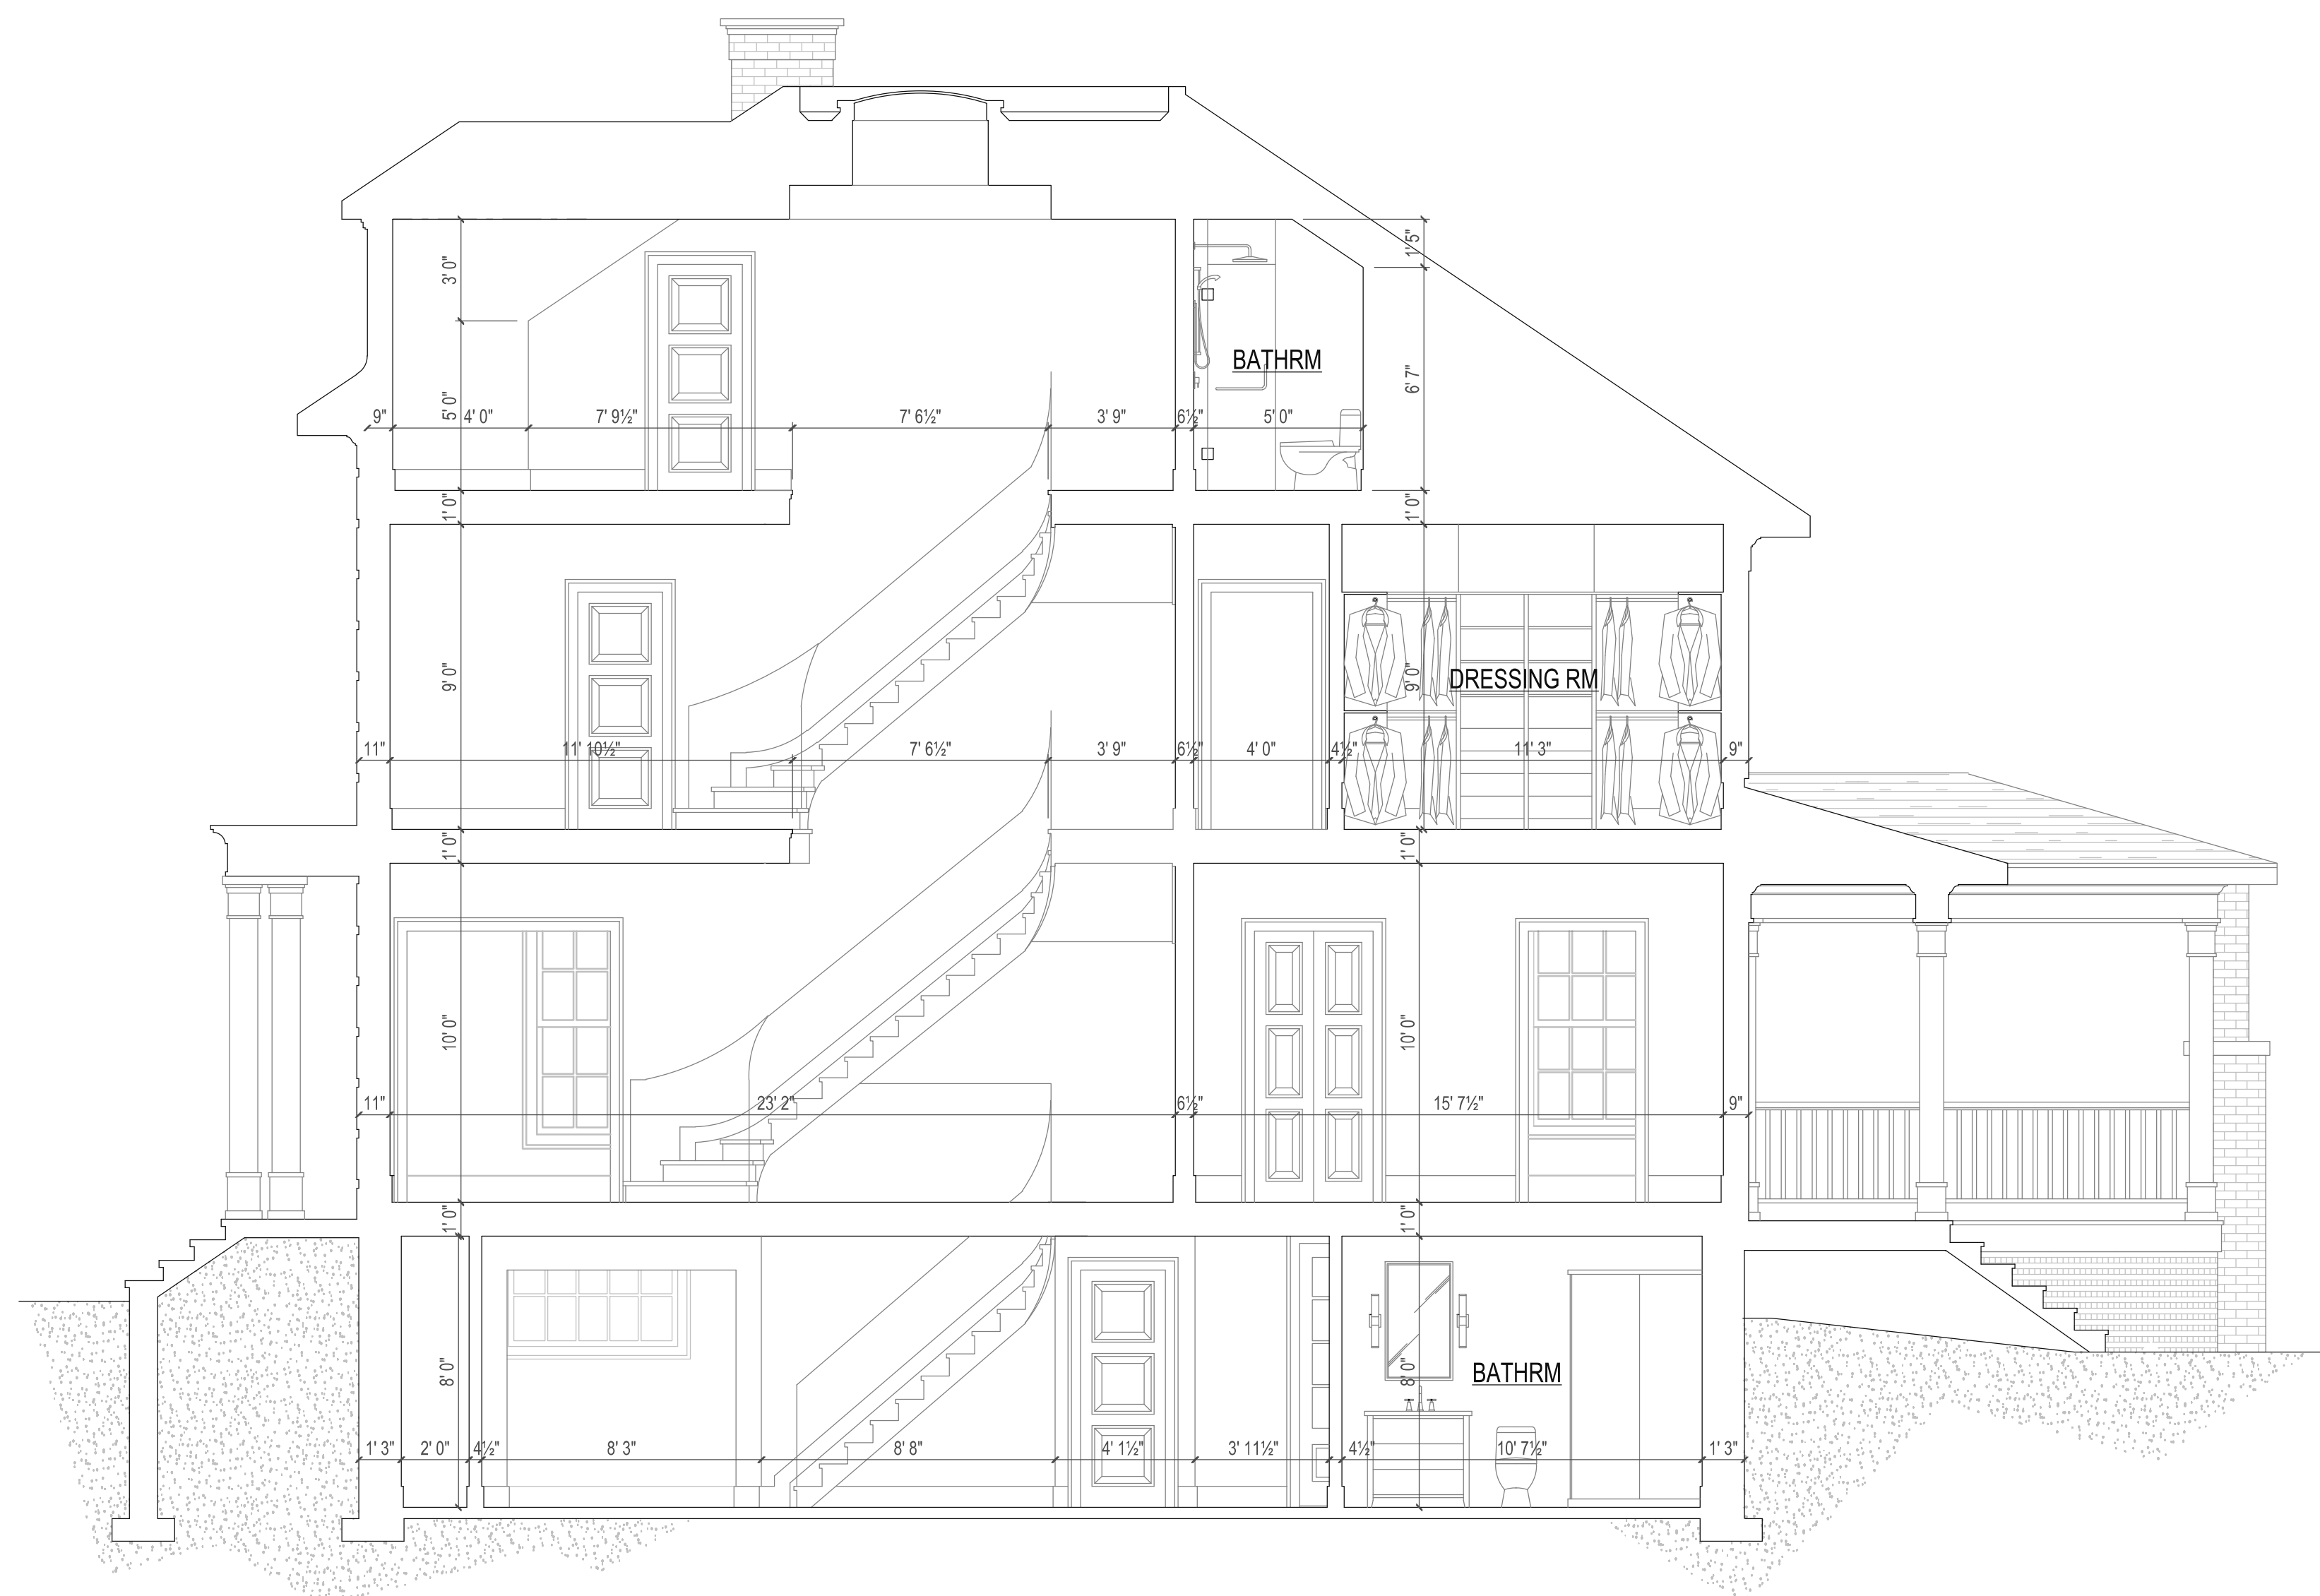 1' 5"
3' 0"
BATHRM
6' 7"
5' 0"
9" 4' 0" 7' 9½" 7' 6½" 3' 9" 6½" 5' 0"
1' 0" 1' 0"
9' 0" 9' 0" DRESSING RM
11" 11' 10½" 7' 6½" 3' 9" 6½" 4' 0" 4½" 11' 3" 9"
1' 0" 1' 0"
10' 0" 10' 0"
11" 23' 2" 6½" 15' 7½" 9"
1' 0" 1' 0"
8' 0" 8' 0" BATHRM
1' 3" 2' 0" 4½" 8' 3" 8' 8" 4' 1½" 3' 11½" 4½" 10' 7½" 1' 3"